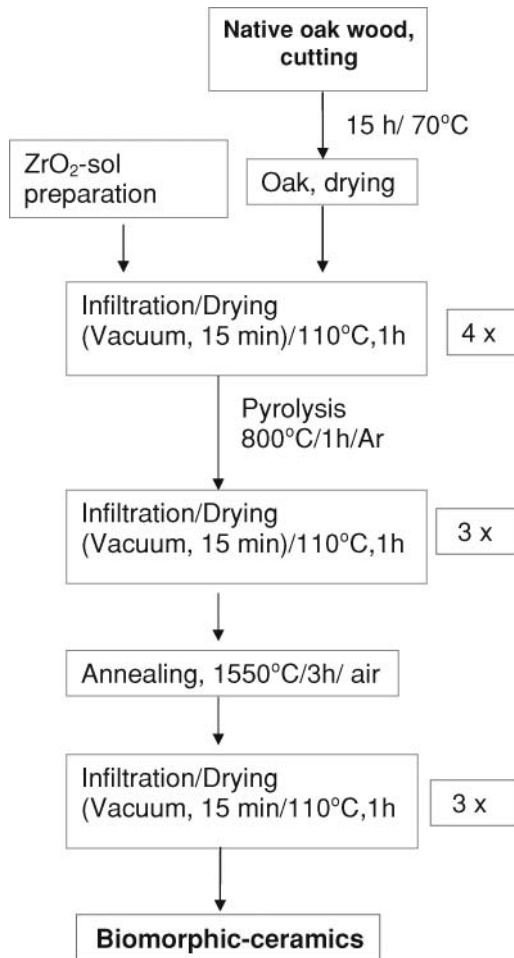 Native oak wood,
cutting
15 h/ 70°C
ZrO₂-sol
preparation
Oak, drying
Infiltration/Drying
(Vacuum, 15 min)/110°C,1h
4 x
Pyrolysis
800°C/1h/Ar
Infiltration/Drying
(Vacuum, 15 min)/110°C,1h
3 x
Annealing, 1550°C/3h/ air
Infiltration/Drying
(Vacuum, 15 min/110°C,1h
3 x
Biomorphic-ceramics